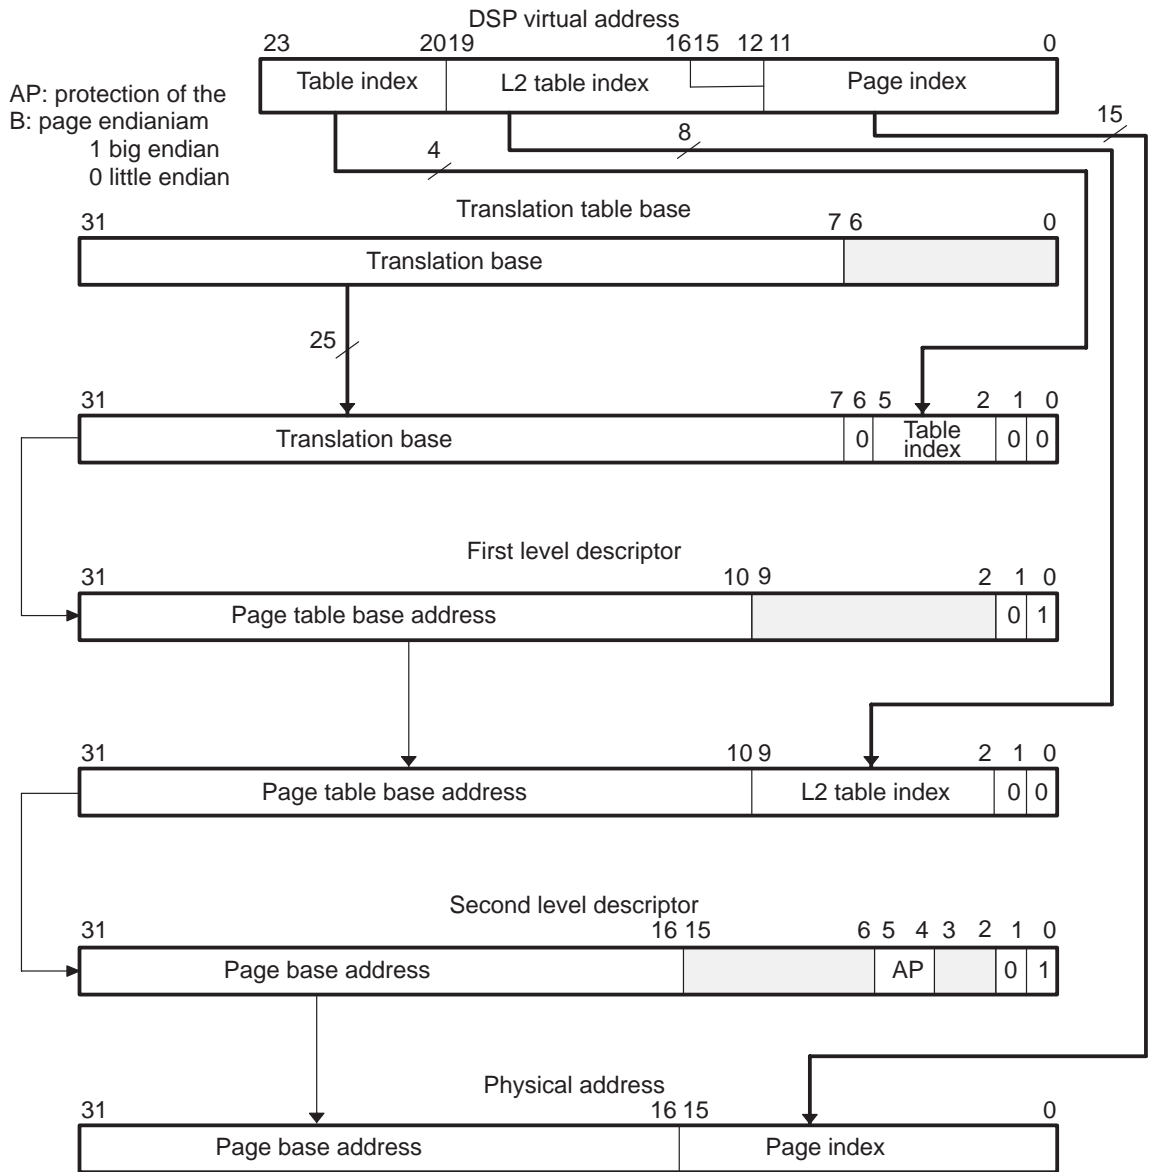 DSP virtual address
23 2019 1615 12 11 0
Table index L2 table index Page index
AP: protection of the
B: page endianiam
1 big endian
0 little endian
4 8 15
Translation table base
31 7 6 0
Translation base
25
31 7 6 5 2 1 0
Translation base 0 Table index 0 0
First level descriptor
31 10 9 2 1 0
Page table base address 0 1
31 10 9 2 1 0
Page table base address L2 table index 0 0
Second level descriptor
31 16 15 6 5 4 3 2 1 0
Page base address AP 0 1
Physical address
31 16 15 0
Page base address Page index